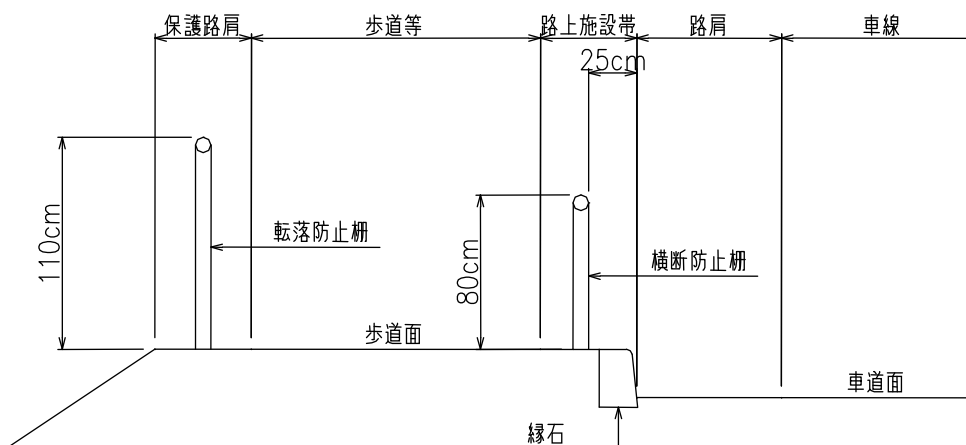 保護路肩
歩道等
路上施設帯
路肩
車線
25cm
110cm
転落防止柵
80cm
横断防止柵
歩道面
車道面
縁石